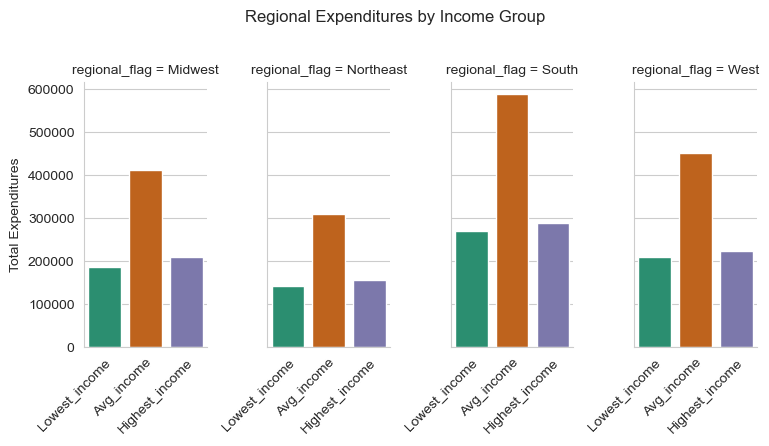 Regional Expenditures by Income Group
regional_flag = Midwest
regional_flag = Northeast
regional_flag = South
regional_flag = West
Total Expenditures
600000
500000
400000
300000
200000
100000
0
Lowest_income
Avg_income
Highest_income
Lowest_income
Avg_income
Highest_income
Lowest_income
Avg_income
Highest_income
Lowest_income
Avg_income
Highest_income